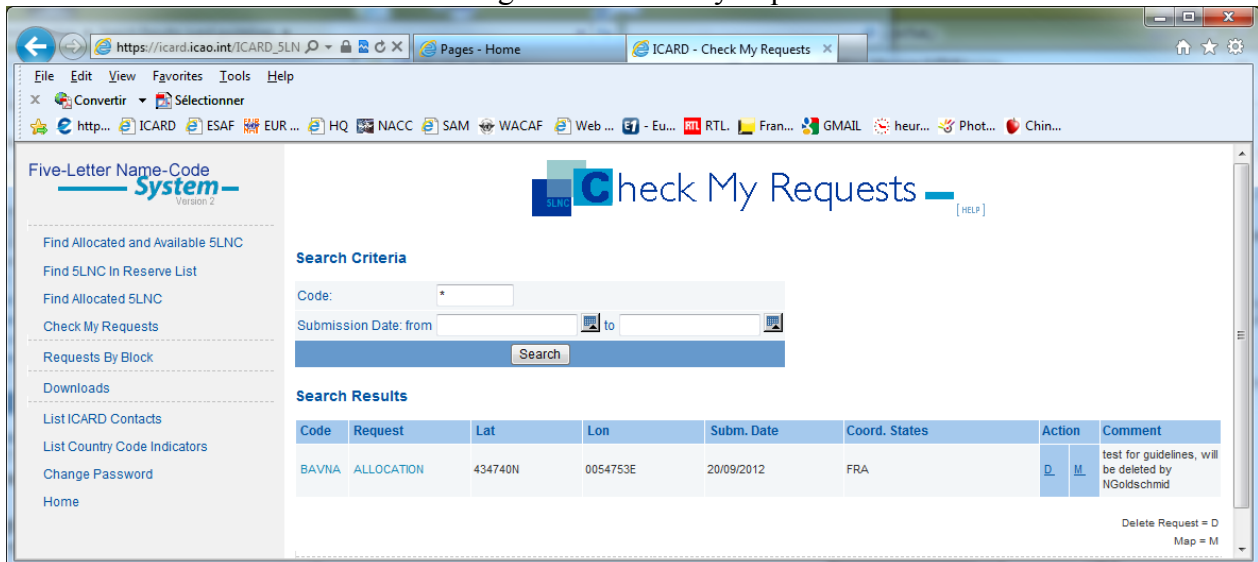 https://icard.icao.int/ICARD_5LN
Pages - Home
ICARD - Check My Requests
File Edit View Favorites Tools Help
Convertir Sélectionner
http... ICARD ESAF EUR ... HQ NACC SAM WACAF Web ... - Eu... RTL. Fran... GMAIL heur... Phot... Chin...
Five-Letter Name-Code
System
Version 2
Find Allocated and Available 5LNC
Find 5LNC In Reserve List
Find Allocated 5LNC
Check My Requests
Requests By Block
Downloads
List ICARD Contacts
List Country Code Indicators
Change Password
Home
5LNC Check My Requests [HELP]
Search Criteria
Code: *
Submission Date: from to
Search
Search Results
Code Request Lat Lon Subm. Date Coord. States Action Comment
BAVNA ALLOCATION 434740N 0054753E 20/09/2012 FRA D M test for guidelines, will
be deleted by
NGoldschmid
Delete Request = D
Map = M